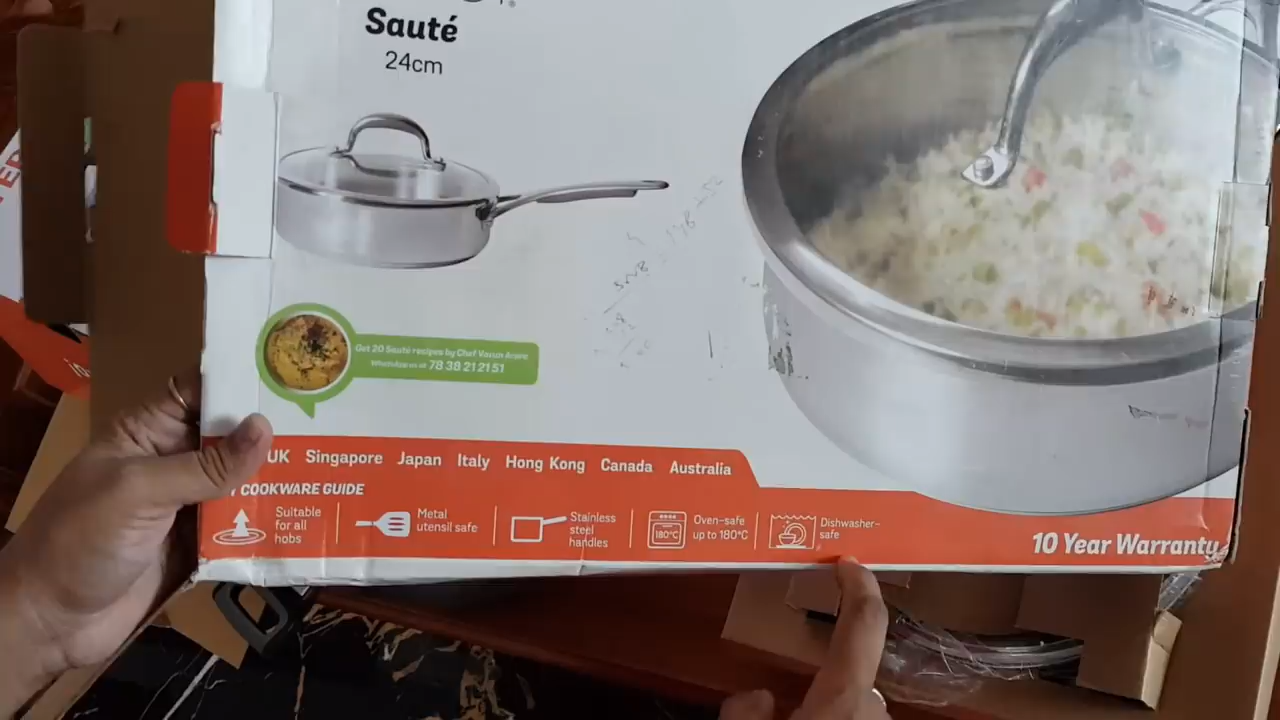 Sauté
24cm
Get 20 Sauté recipes by Chef Varun Arora
WhatsApp us at 78 38 21 21 51
UK Singapore Japan Italy Hong Kong Canada Australia
COOKWARE GUIDE
Suitable
for all
hobs
Metal
utensil safe
Stainless
steel
handles
180°C
Oven-safe
up to 180°C
Dishwasher-
safe
10 Year Warranty